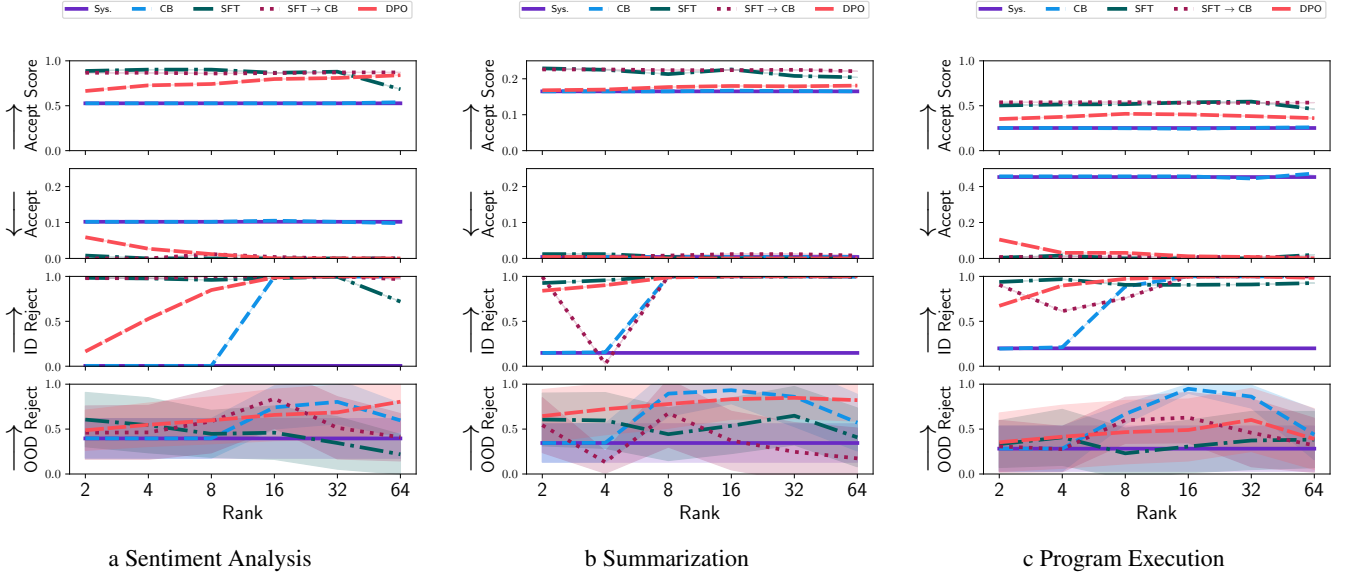 Sys. CB SFT SFT → CB DPO
Sys. CB SFT SFT → CB DPO
Sys. CB SFT SFT → CB DPO
Accept Score
1.0
0.5
0.0
Accept
0.2
0.1
0.0
ID Reject
1.0
0.5
0.0
OOD Reject
1.0
0.5
0.0
2 4 8 16 32 64
Rank
a Sentiment Analysis
Accept Score
0.2
0.1
0.0
Accept
0.2
0.1
0.0
ID Reject
1.0
0.5
0.0
OOD Reject
1.0
0.5
0.0
2 4 8 16 32 64
Rank
b Summarization
Accept Score
1.0
0.5
0.0
Accept
0.4
0.2
0.0
ID Reject
1.0
0.5
0.0
OOD Reject
1.0
0.5
0.0
2 4 8 16 32 64
Rank
c Program Execution